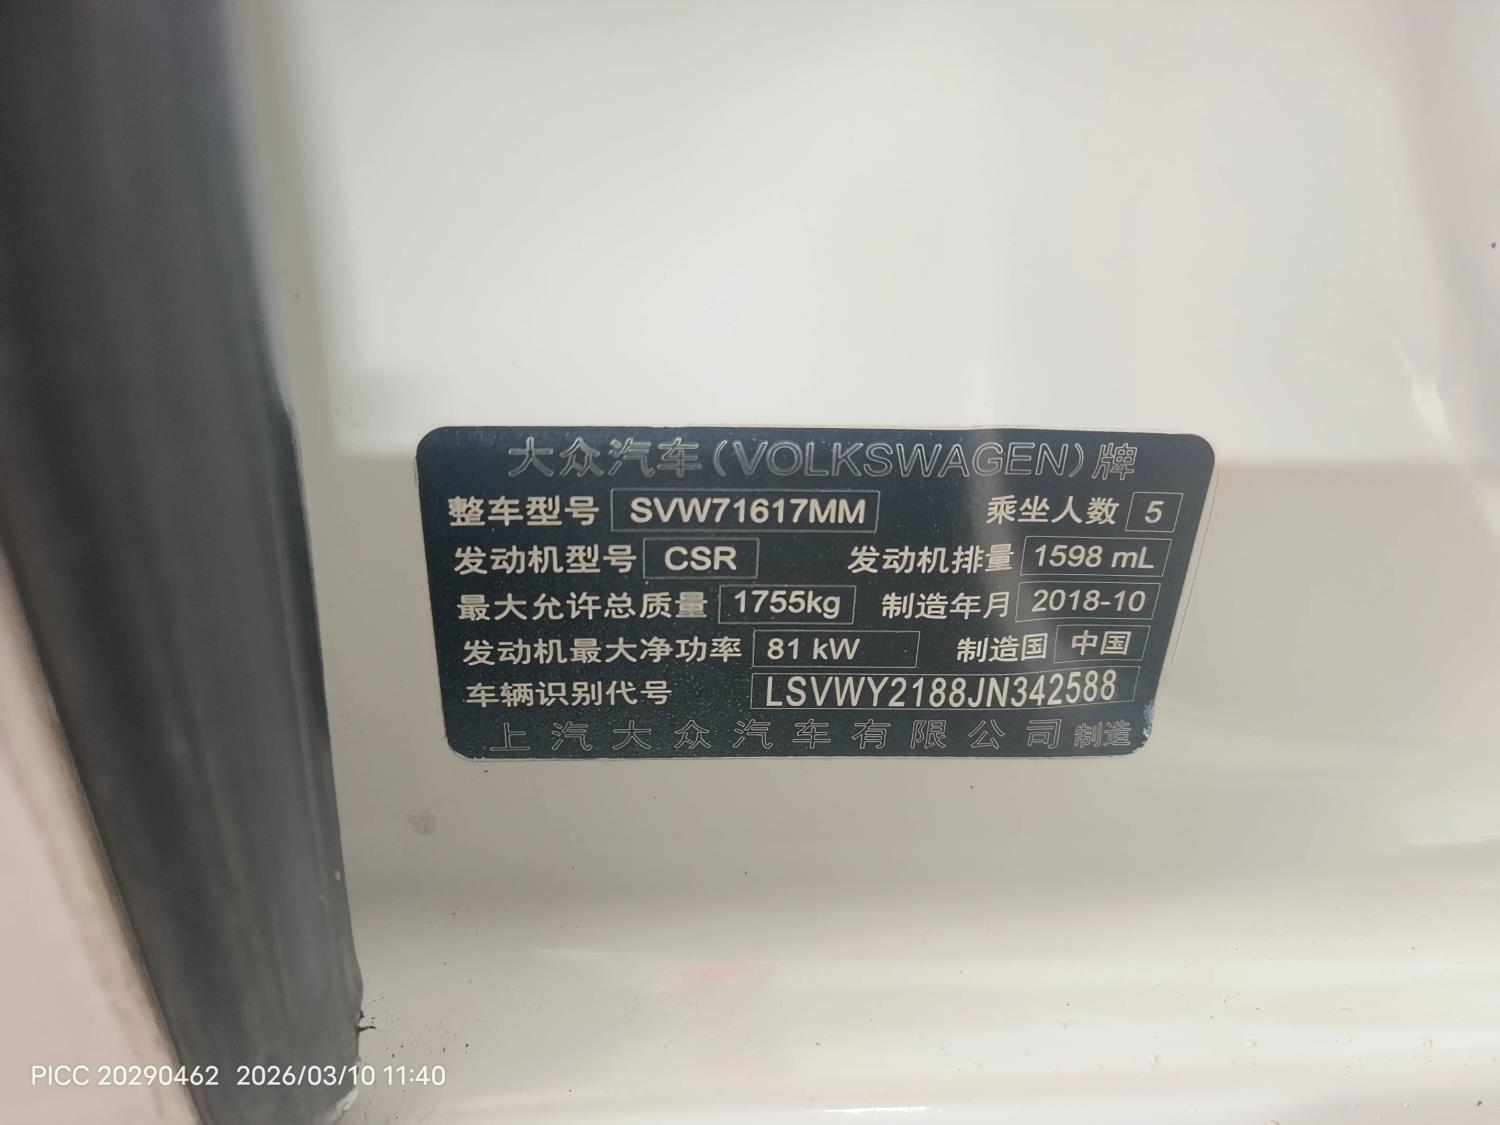 大众汽车(VOLKSWAGEN)牌
整车型号 SVW71617MM 乘坐人数 5
发动机型号 CSR 发动机排量 1598 mL
最大允许总质量 1755kg 制造年月 2018-10
发动机最大净功率 81 kW 制造国 中国
车辆识别代号 LSVWY2188JN342588
上汽大众汽车有限公司 制造
PICC 20290462 2026/03/10 11:40